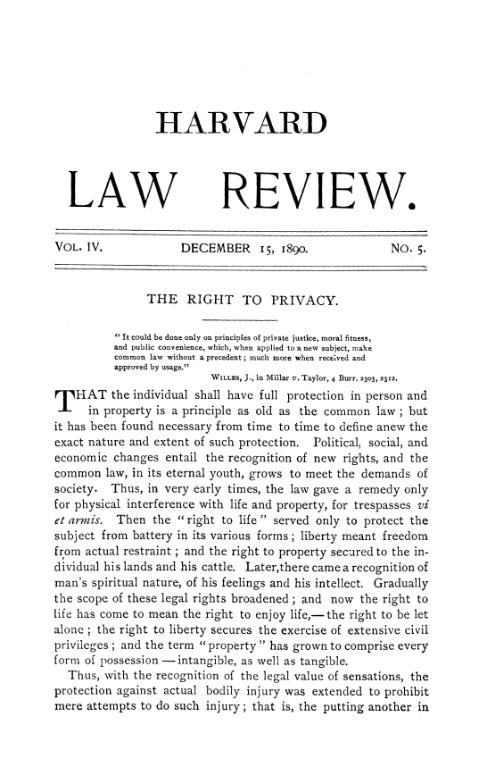 HARVARD
LAW REVIEW.
VOL. IV. DECEMBER 15, 1890. NO. 5.
THE RIGHT TO PRIVACY.
" It could be done only on principles of private justice, moral fitness,
and public convenience, which, when applied to a new subject, make
common law without a precedent ; much more when received and
approved by usage."
WILLES, J., in Millar v. Taylor, 4 Burr. 2303, 2312.
THAT the individual shall have full protection in person and
in property is a principle as old as the common law ; but
it has been found necessary from time to time to define anew the
exact nature and extent of such protection. Political, social, and
economic changes entail the recognition of new rights, and the
common law, in its eternal youth, grows to meet the demands of
society. Thus, in very early times, the law gave a remedy only
for physical interference with life and property, for trespasses vi
et armis. Then the "right to life" served only to protect the
subject from battery in its various forms ; liberty meant freedom
from actual restraint ; and the right to property secured to the in-
dividual his lands and his cattle. Later, there came a recognition of
man's spiritual nature, of his feelings and his intellect. Gradually
the scope of these legal rights broadened ; and now the right to
life has come to mean the right to enjoy life,— the right to be let
alone ; the right to liberty secures the exercise of extensive civil
privileges ; and the term "property" has grown to comprise every
form of possession — intangible, as well as tangible.
Thus, with the recognition of the legal value of sensations, the
protection against actual bodily injury was extended to prohibit
mere attempts to do such injury ; that is, the putting another in